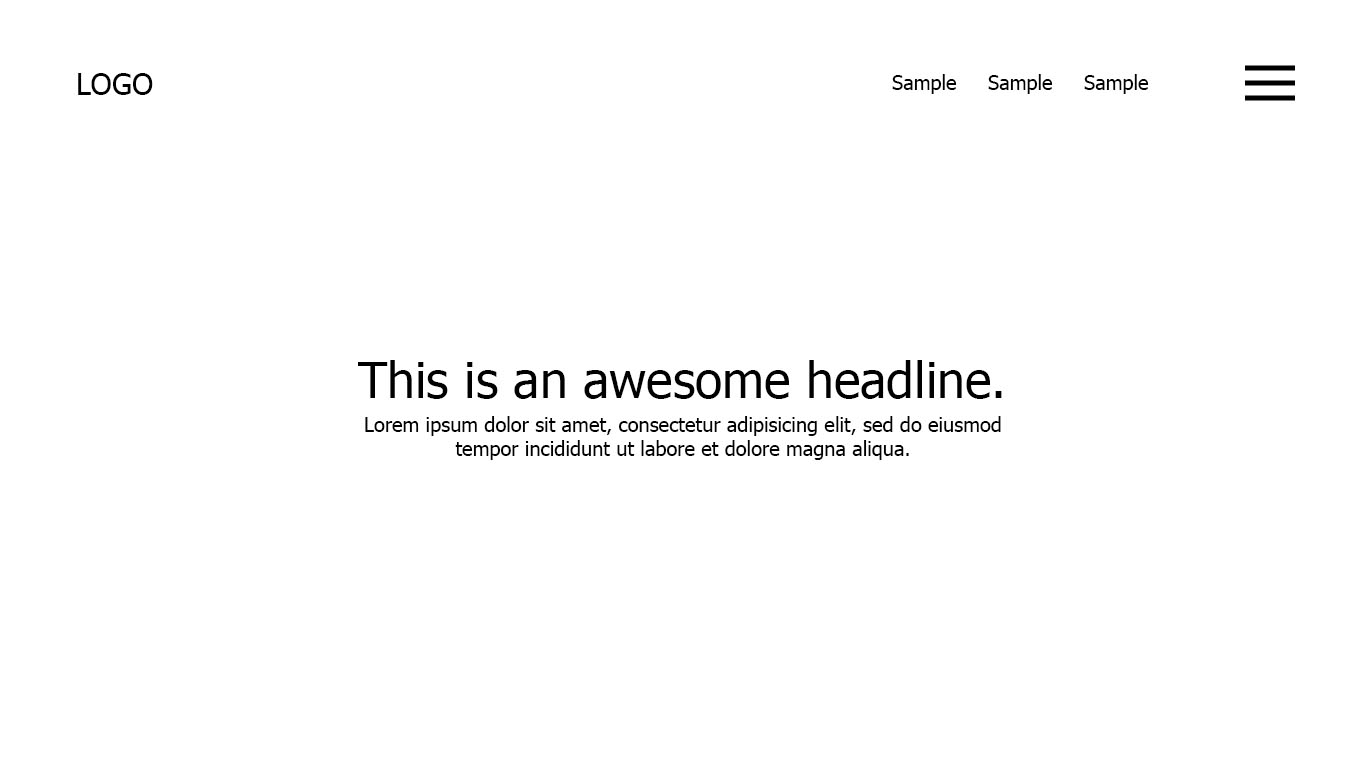 LOGO
Sample Sample Sample
This is an awesome headline.
Lorem ipsum dolor sit amet, consectetur adipisicing elit, sed do eiusmod
tempor incididunt ut labore et dolore magna aliqua.